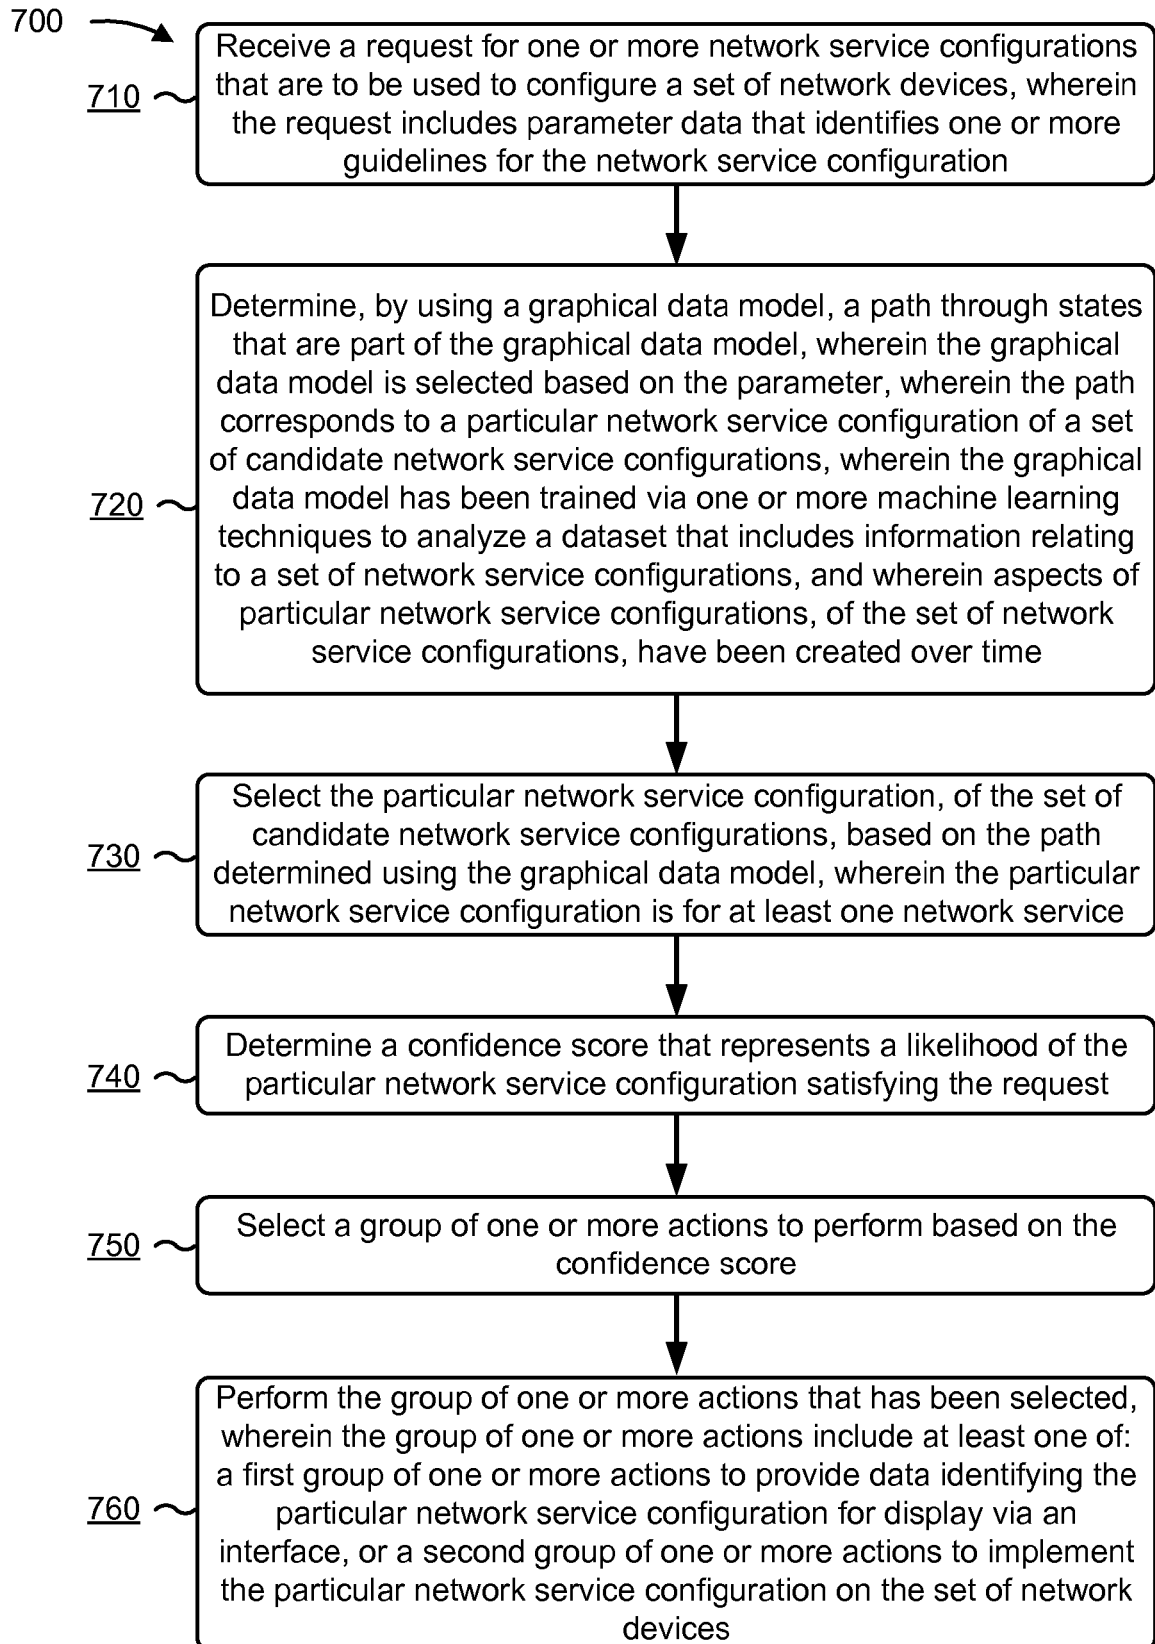 700
Receive a request for one or more network service configurations
that are to be used to configure a set of network devices, wherein
710
the request includes parameter data that identifies one or more
guidelines for the network service configuration
Determine, by using a graphical data model, a path through states
that are part of the graphical data model, wherein the graphical
data model is selected based on the parameter, wherein the path
corresponds to a particular network service configuration of a set
of candidate network service configurations, wherein the graphical
720
data model has been trained via one or more machine learning
techniques to analyze a dataset that includes information relating
to a set of network service configurations, and wherein aspects of
particular network service configurations, of the set of network
service configurations, have been created over time
Select the particular network service configuration, of the set of
candidate network service configurations, based on the path
730
determined using the graphical data model, wherein the particular
network service configuration is for at least one network service
740
Determine a confidence score that represents a likelihood of the
particular network service configuration satisfying the request
750
Select a group of one or more actions to perform based on the
confidence score
Perform the group of one or more actions that has been selected,
wherein the group of one or more actions include at least one of:
a first group of one or more actions to provide data identifying the
760
particular network service configuration for display via an
interface, or a second group of one or more actions to implement
the particular network service configuration on the set of network
devices